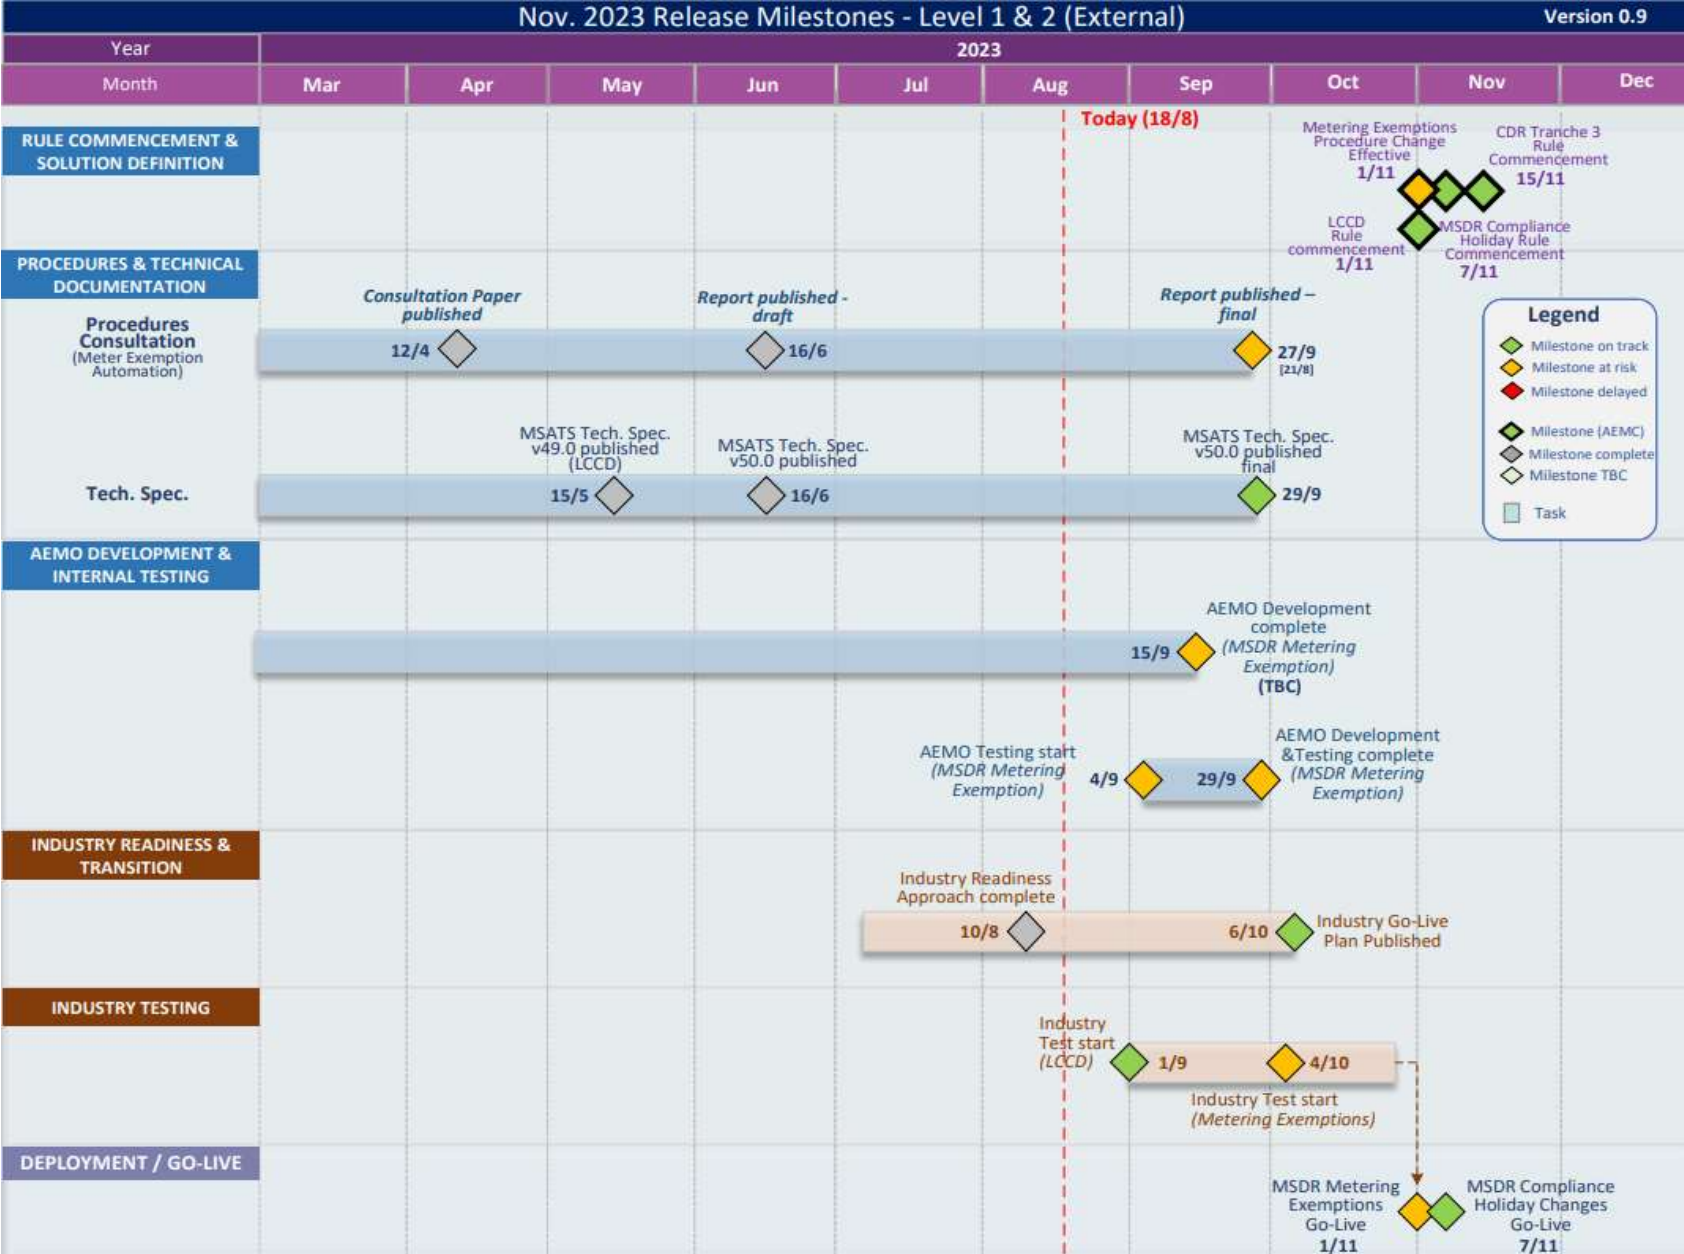 Nov. 2023 Release Milestones - Level 1 & 2 (External)
Version 0.9
Year
2023
Month
Mar
Apr
May
Jun
Jul
Aug
Sep
Oct
Nov
Dec
Today (18/8)
RULE COMMENCEMENT &
SOLUTION DEFINITION
Metering Exemptions
Procedure Change
Effective
1/11
CDR Tranche 3
Rule
Commencement
15/11
LCCD
Rule
commencement
1/11
MSDR Compliance
Holiday Rule
Commencement
7/11
PROCEDURES & TECHNICAL
DOCUMENTATION
Procedures
Consultation
(Meter Exemption
Automation)
Consultation Paper
published
12/4
Report published -
draft
16/6
Report published –
final
27/9
[21/8]
Legend
Milestone on track
Milestone at risk
Milestone delayed
Milestone (AEMC)
Milestone complete
Milestone TBC
Task
Tech. Spec.
MSATS Tech. Spec.
v49.0 published
(LCCD)
15/5
MSATS Tech. Spec.
v50.0 published
16/6
MSATS Tech. Spec.
v50.0 published
final
29/9
AEMO DEVELOPMENT &
INTERNAL TESTING
15/9
AEMO Development
complete
(MSDR Metering
Exemption)
(TBC)
AEMO Testing start
(MSDR Metering
Exemption)
4/9
29/9
AEMO Development
&Testing complete
(MSDR Metering
Exemption)
INDUSTRY READINESS &
TRANSITION
Industry Readiness
Approach complete
10/8
6/10
Industry Go-Live
Plan Published
INDUSTRY TESTING
Industry
Test start
(LCCD)
1/9
4/10
Industry Test start
(Metering Exemptions)
DEPLOYMENT / GO-LIVE
MSDR Metering
Exemptions
Go-Live
1/11
MSDR Compliance
Holiday Changes
Go-Live
7/11